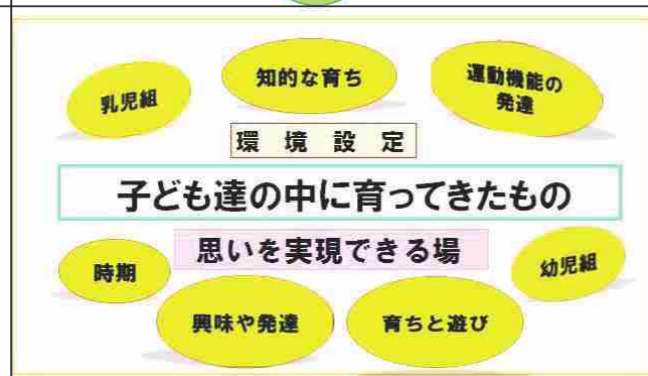 乳児組
知的な育ち
運動機能の
発達
環 境 設 定
子ども達の中に育ってきたもの
思いを実現できる場
時期
幼児組
興味や発達
育ちと遊び